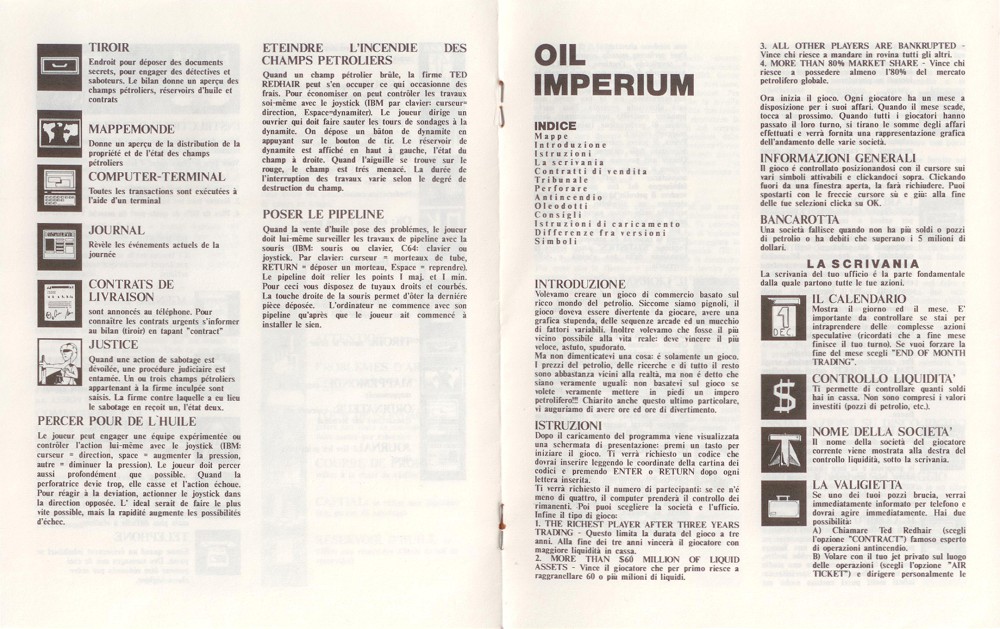 TIROIR
Endroit pour déposer des documents
secrets, pour engager des détectives et
saboteurs. Le bilan donne un aperçu des
champs pétroliers, réservoirs d'huile et
contrats
MAPPEMONDE
Donne un aperçu de la distribution de la
propriété et de l'état des champs
pétroliers
COMPUTER-TERMINAL
Toutes les transactions sont exécutées à
l'aide d'un terminal
JOURNAL
Rèvèle les événements actuels de la
journée
CONTRATS DE
LIVRAISON
sont annoncés au téléphone. Pour
connaître les contrats urgents s'informer
au bilan (tiroir) en tapant "contract"
JUSTICE
Quand une action de sabotage est
dévoilée, une procédure judiciaire est
entamée. Un ou trois champs pétroliers
appartenant à la firme inculpée sont
saisis. La firme contre laquelle a eu lieu
le sabotage en reçoit un, l'état deux.
PERCER POUR DE L'HUILE
Le joueur peut engager une équipe expérimentée ou
contrôler l'action lui-même avec le joystick (IBM:
curseur = direction, space = augmenter la pression,
autre = diminuer la pression). Le joueur doit percer
aussi profondément que possible. Quand la
perforatrice devie trop, elle casse et l'action échoue.
Pour réagir à la deviation, actionner le joystick dans
la direction opposée. L' ideal serait de faire le plus
vite possible, mais la rapidité augmente les possibilités
d'échec.
ETEINDRE L'INCENDIE DES
CHAMPS PETROLIERS
Quand un champ pétrolier brûle, la firme TED
REDHAIR peut s'en occuper ce qui occasionne des
frais. Pour économiser on peut contrôler les travaux
soi-même avec le joystick (IBM par clavier: curseur=
direction, Espace=dynamiter). Le joueur dirige un
ouvrier qui doit faire sauter les tours de sondages à la
dynamite. On dépose un bâton de dynamite en
appuyant sur le bouton de tir. Le réservoir de
dynamite est affiché en haut à gauche, l'état du
champ à droite. Quand l'aiguille se trouve sur le
rouge, le champ est très menacé. La durée de
l'interruption des travaux varie selon le degré de
destruction du champ.
POSER LE PIPELINE
Quand la vente d'huile pose des problèmes, le joueur
doit lui-même surveiller les travaux de pipeline avec la
souris (IBM: souris ou clavier, C64: clavier ou
joystick. Par clavier: curseur = morteaux de tube,
RETURN = déposer un morteau, Espace = reprendre).
Le pipeline doit relier les points I maj. et I min.
Pour ceci vous disposez de tuyaux droits et courbés.
La touche droite de la souris permet d'ôter la dernière
pièce déposée. L'ordinateur ne commence avec son
pipeline qu'après que le joueur ait commencé à
installer le sien.
OIL
IMPERIUM
INDICE
Mappe
Introduzione
Istruzioni
La scrivania
Contratti di vendita
Tribunale
Perforare
Antincendio
Oleodotti
Consigli
Istruzioni di caricamento
Differenze fra versioni
Simboli
INTRODUZIONE
Volevamo creare un gioco di commercio basato sul
ricco mondo del petrolio. Siccome siamo pignoli, il
gioco doveva essere divertente da giocare, avere una
grafica stupenda, delle sequenze arcade ed un mucchio
di fattori variabili. Inoltre volevamo che fosse il più
vicino possibile alla vita reale: deve vincere il più
veloce, astuto, spudorato.
Ma non dimenticatevi una cosa: é solamente un gioco.
I prezzi del petrolio, delle ricerche e di tutto il resto
sono abbastanza vicini alla realtà, ma non é detto che
siano veramente uguali: non basatevi sul gioco se
volete veramente mettere in piedi un impero
petrolifero!!! Chiarito anche questo ultimo particolare,
vi auguriamo di avere ore ed ore di divertimento.
ISTRUZIONI
Dopo il caricamento del programma viene visualizzata
una schermata di presentazione: premi un tasto per
iniziare il gioco. Ti verrà richiesto un codice che
dovrai inserire leggendo le coordinate della cartina dei
codici e premendo ENTER o RETURN dopo ogni
lettera inserita.
Ti verrà richiesto il numero di partecipanti: se ce n'é
meno di quattro, il computer prenderà il controllo dei
rimanenti. Poi puoi scegliere la società e l'ufficio.
Infine il tipo di gioco:
1. THE RICHEST PLAYER AFTER THREE YEARS
TRADING - Questo limita la durata del gioco a tre
anni. Alla fine dei tre anni vincerà il giocatore con
maggiore liquidità in cassa.
2. MORE THAN $60 MILLION OF LIQUID
ASSETS - Vince il giocatore che per primo riesce a
raggranellare 60 o più milioni di liquidi.
3. ALL OTHER PLAYERS ARE BANKRUPTED -
Vince chi riesce a mandare in rovina tutti gli altri.
4. MORE THAN 80% MARKET SHARE - Vince chi
riesce a possedere almeno l'80% del mercato
petrolifero globale.
Ora inizia il gioco. Ogni giocatore ha un mese a
disposizione per i suoi affari. Quando il mese scade,
tocca al prossimo. Quando tutti i giocatori hanno
passato il loro turno, si tirano le somme degli affari
effettuati e verrà fornita una rappresentazione grafica
dell'andamento delle varie società.
INFORMAZIONI GENERALI
Il gioco é controllato posizionandosi con il cursore sui
vari simboli attivabili e clickandoci sopra. Clickando
fuori da una finestra aperta, la farà richiudere. Puoi
spostarti con le freccie cursore sù e giù: alla fine
delle tue selezioni clicka su OK.
BANCAROTTA
Una società fallisce quando non ha più soldi o pozzi
di petrolio o ha debiti che superano i 5 milioni di
dollari.
LA SCRIVANIA
La scrivania del tuo ufficio é la parte fondamentale
dalla quale partono tutte le tue azioni.
1
DEC.
IL CALENDARIO
Mostra il giorno ed il mese. E'
importante da controllare se stai per
intraprendere delle complesse azioni
speculative (ricordati che a fine mese
finisce il tuo turno). Se vuoi forzare la
fine del mese scegli "END OF MONTH
TRADING".
$
CONTROLLO LIQUIDITA'
Ti permette di controllare quanti soldi
hai in cassa. Non sono compresi i valori
investiti (pozzi di petrolio, etc.).
NOME DELLA SOCIETA'
Il nome della società del giocatore
corrente viene mostrata alla destra del
controllo liquidità, sotto la scrivania.
LA VALIGIETTA
Se uno dei tuoi pozzi brucia, verrai
immediatamente informato per telefono e
dovrai agire immediatamente. Hai due
possibilità:
A) Chiamare Ted Redhair (scegli
l'opzione "CONTRACT") famoso esperto
di operazioni antincendio.
B) Volare con il tuo jet privato sul luogo
delle operazioni (scegli l'opzione "AIR
TICKET") e dirigere personalmente le